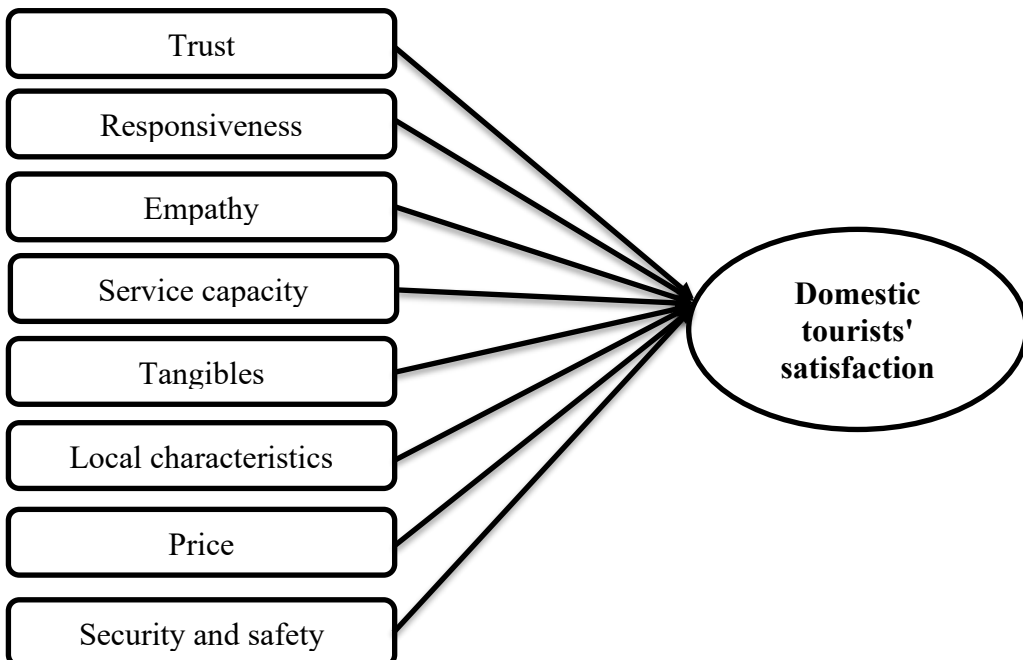 Trust
Responsiveness
Empathy
Service capacity
Tangibles
Local characteristics
Price
Security and safety
Domestic
tourists'
satisfaction